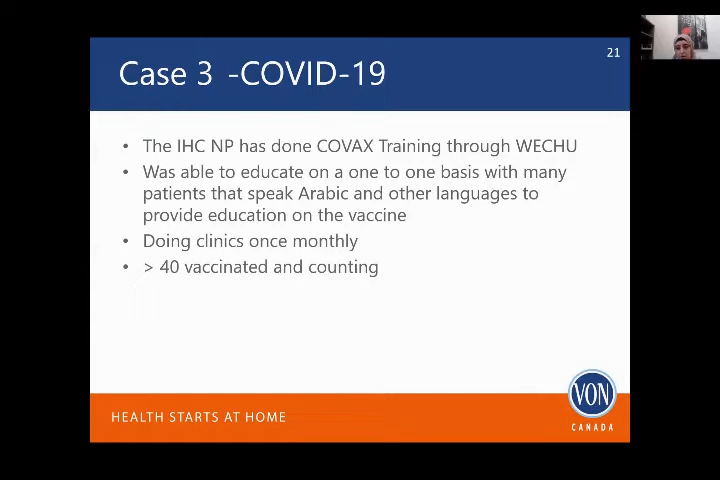 21
Case 3 -COVID-19
• The IHC NP has done COVAX Training through WECHU
• Was able to educate on a one to one basis with many
patients that speak Arabic and other languages to
provide education on the vaccine
• Doing clinics once monthly
• > 40 vaccinated and counting
HEALTH STARTS AT HOME
VON
CANADA